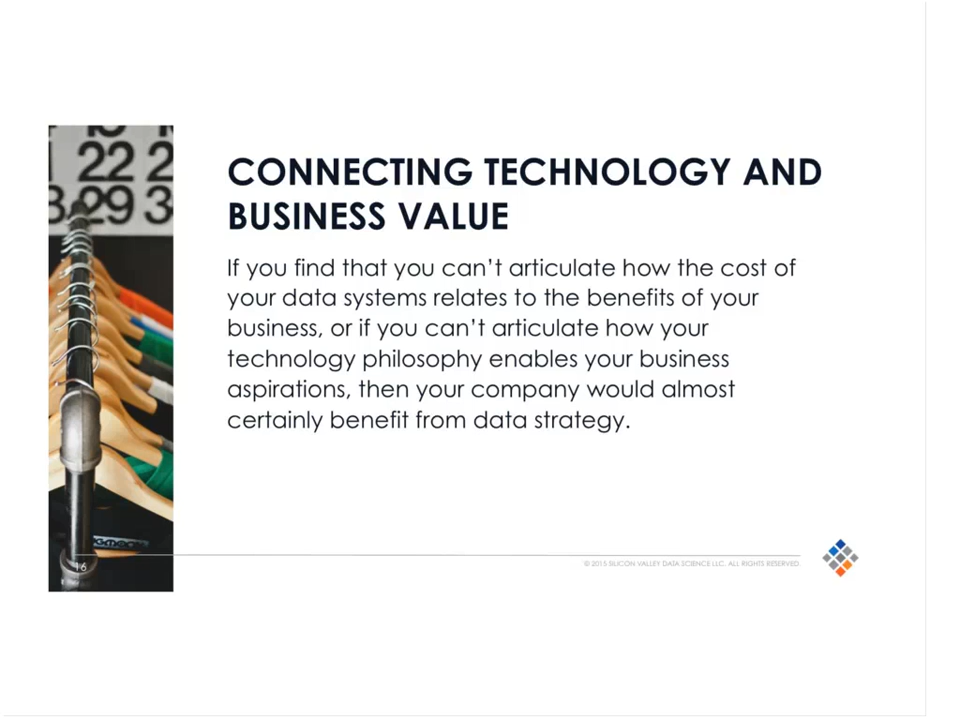 22 2
29 3
CONNECTING TECHNOLOGY AND
BUSINESS VALUE
If you find that you can't articulate how the cost of
your data systems relates to the benefits of your
business, or if you can't articulate how your
technology philosophy enables your business
aspirations, then your company would almost
certainly benefit from data strategy.
16
© 2015 SILICON VALLEY DATA SCIENCE LLC. ALL RIGHTS RESERVED.